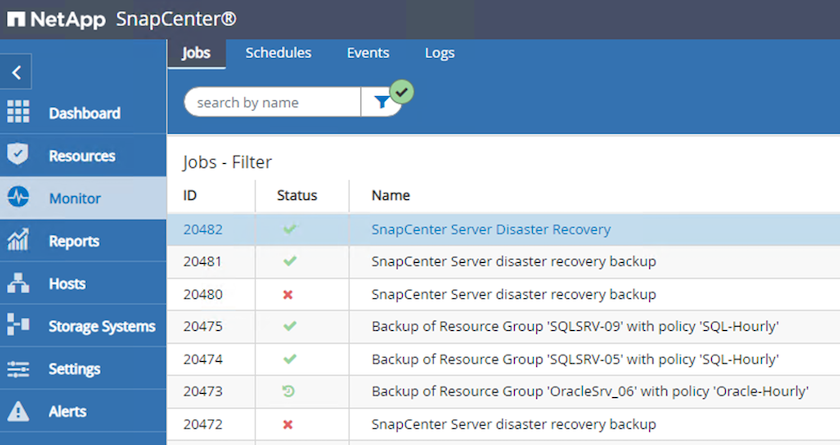 NetApp SnapCenter®
Jobs Schedules Events Logs
search by name
Dashboard
Resources
Monitor
Reports
Hosts
Storage Systems
Settings
Alerts
Jobs - Filter
ID Status Name
20482 SnapCenter Server Disaster Recovery
20481 SnapCenter Server disaster recovery backup
20480 SnapCenter Server disaster recovery backup
20475 Backup of Resource Group 'SQLSRV-09' with policy 'SQL-Hourly'
20474 Backup of Resource Group 'SQLSRV-05' with policy 'SQL-Hourly'
20473 Backup of Resource Group 'OracleSrv_06' with policy 'Oracle-Hourly'
20472 SnapCenter Server disaster recovery backup